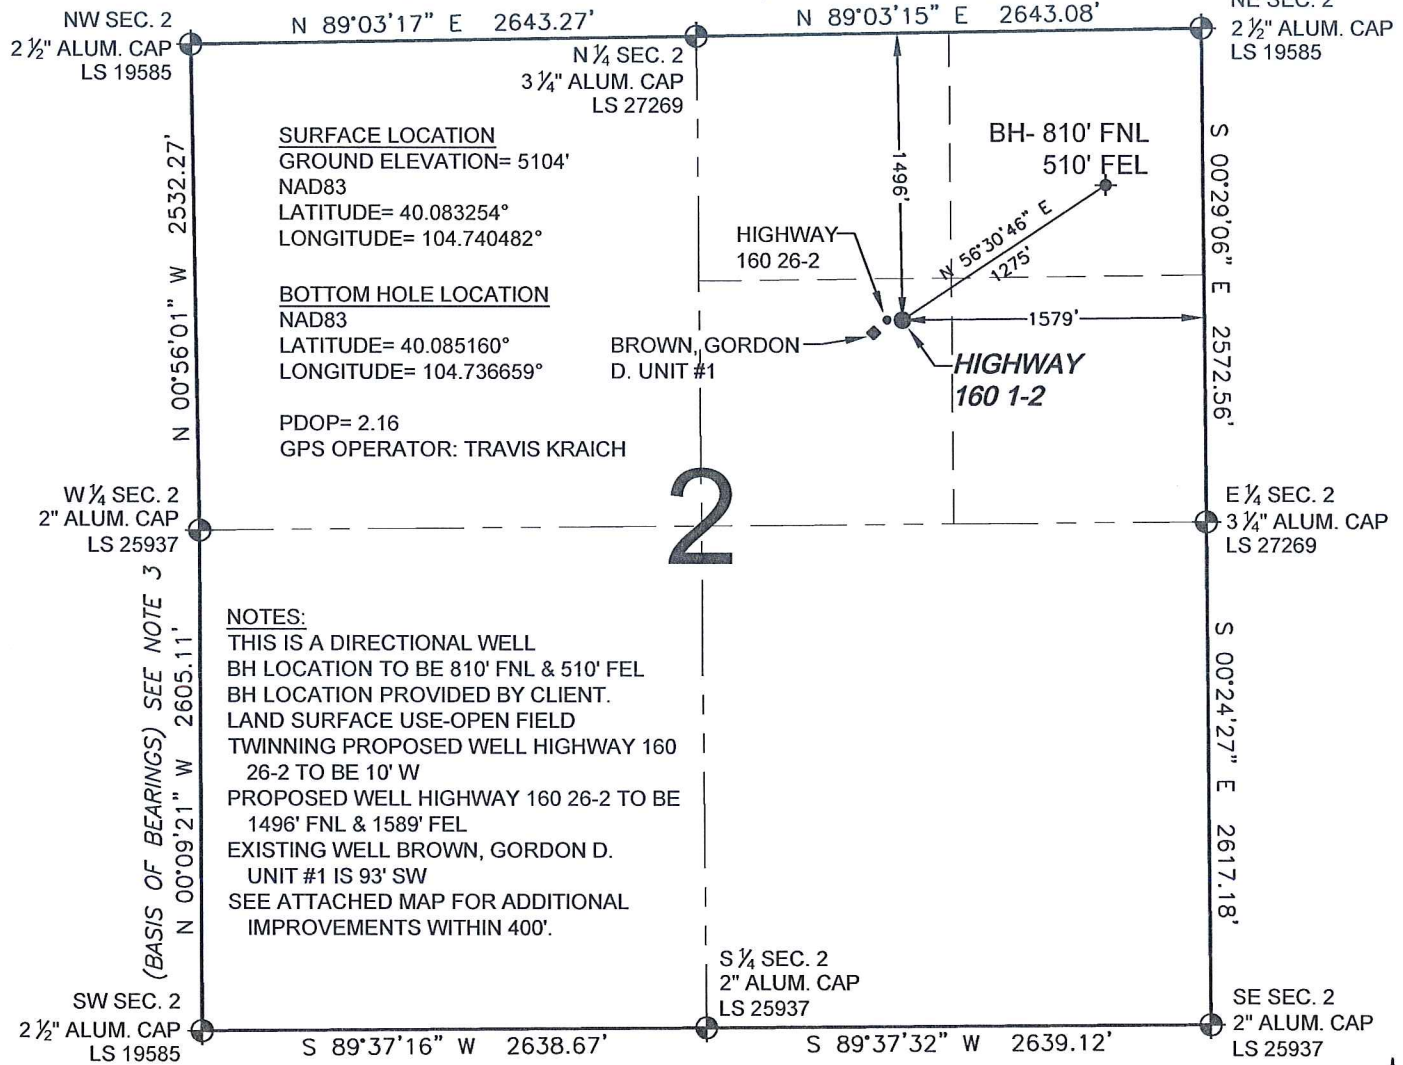 NW SEC. 2
2 ½" ALUM. CAP
LS 19585
N 89°03'17" E 2643.27'
N ¼ SEC. 2
3 ¼" ALUM. CAP
LS 27269
N 89°03'15" E 2643.08'
NE SEC. 2
2 ½" ALUM. CAP
LS 19585
SURFACE LOCATION
GROUND ELEVATION= 5104'
NAD83
LATITUDE= 40.083254°
LONGITUDE= 104.740482°
BOTTOM HOLE LOCATION
NAD83
LATITUDE= 40.085160°
LONGITUDE= 104.736659°
PDOP= 2.16
GPS OPERATOR: TRAVIS KRAICH
N 00°56'01" W 2532.27'
1496'
BH- 810' FNL
510' FEL
N 56°30'46" E
1275'
HIGHWAY
160 26-2
BROWN, GORDON
D. UNIT #1
1579'
HIGHWAY
160 1-2
S 00°29'06" E 2572.56'
W ¼ SEC. 2
2" ALUM. CAP
LS 25937
2
E ¼ SEC. 2
3 ¼" ALUM. CAP
LS 27269
(BASIS OF BEARINGS) SEE NOTE 3
N 00°09'21" W 2605.11'
NOTES:
THIS IS A DIRECTIONAL WELL
BH LOCATION TO BE 810' FNL & 510' FEL
BH LOCATION PROVIDED BY CLIENT.
LAND SURFACE USE-OPEN FIELD
TWINNING PROPOSED WELL HIGHWAY 160
26-2 TO BE 10' W
PROPOSED WELL HIGHWAY 160 26-2 TO BE
1496' FNL & 1589' FEL
EXISTING WELL BROWN, GORDON D.
UNIT #1 IS 93' SW
SEE ATTACHED MAP FOR ADDITIONAL
IMPROVEMENTS WITHIN 400'.
S 00°24'27" E 2617.18'
SW SEC. 2
2 ½" ALUM. CAP
LS 19585
S 89°37'16" W 2638.67'
S ¼ SEC. 2
2" ALUM. CAP
LS 25937
S 89°37'32" W 2639.12'
SE SEC. 2
2" ALUM. CAP
LS 25937